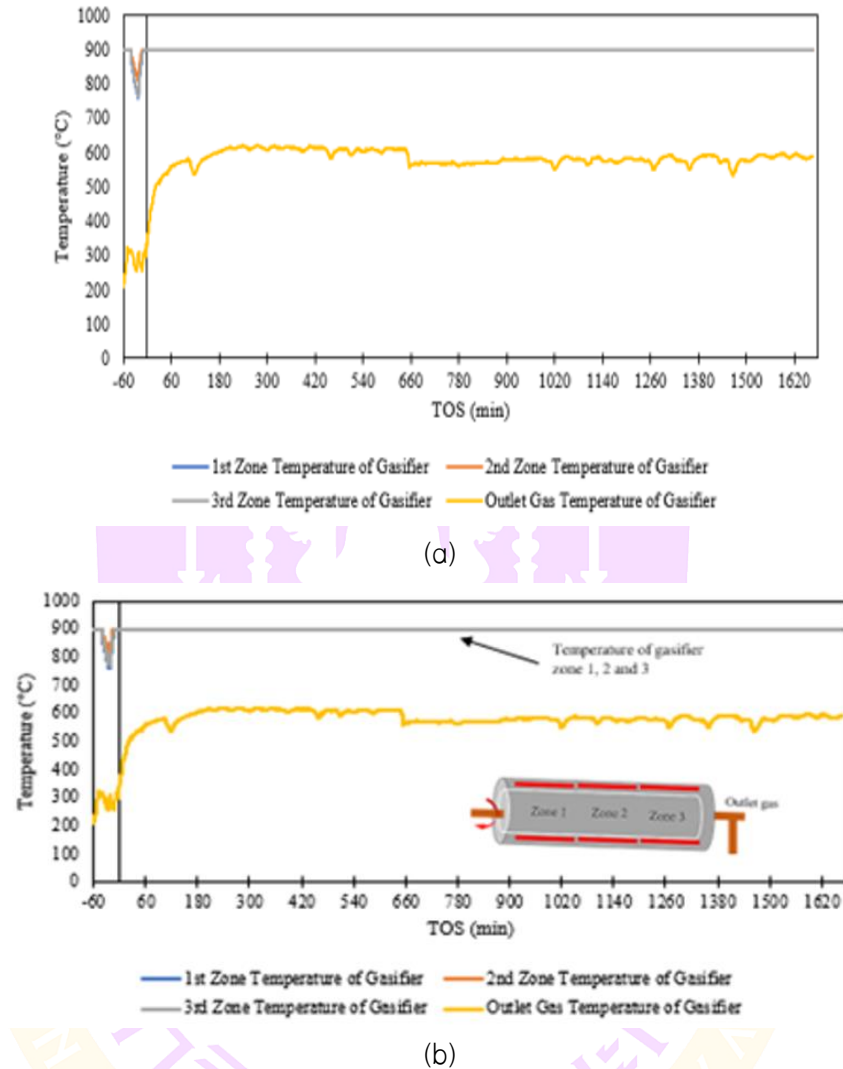 1000
900
800
700
600
500
400
300
200
100
0
Temperature (°C)
-60 60 180 300 420 540 660 780 900 1020 1140 1260 1380 1500 1620
TOS (min)
1st Zone Temperature of Gasifier 2nd Zone Temperature of Gasifier
3rd Zone Temperature of Gasifier Outlet Gas Temperature of Gasifier
(a)
1000
900
800
700
600
500
400
300
200
100
0
Temperature (°C)
Temperature of gasifier
zone 1, 2 and 3
Zone 1 Zone 2 Zone 3
Outlet gas
-60 60 180 300 420 540 660 780 900 1020 1140 1260 1380 1500 1620
TOS (min)
1st Zone Temperature of Gasifier 2nd Zone Temperature of Gasifier
3rd Zone Temperature of Gasifier Outlet Gas Temperature of Gasifier
(b)